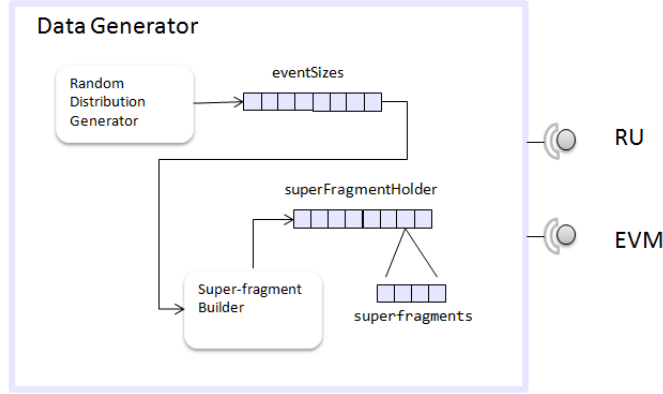 Data Generator
eventSizes
Random
Distribution
Generator
RU
superFragmentHolder
EVM
Super-fragment
Builder
superfragments